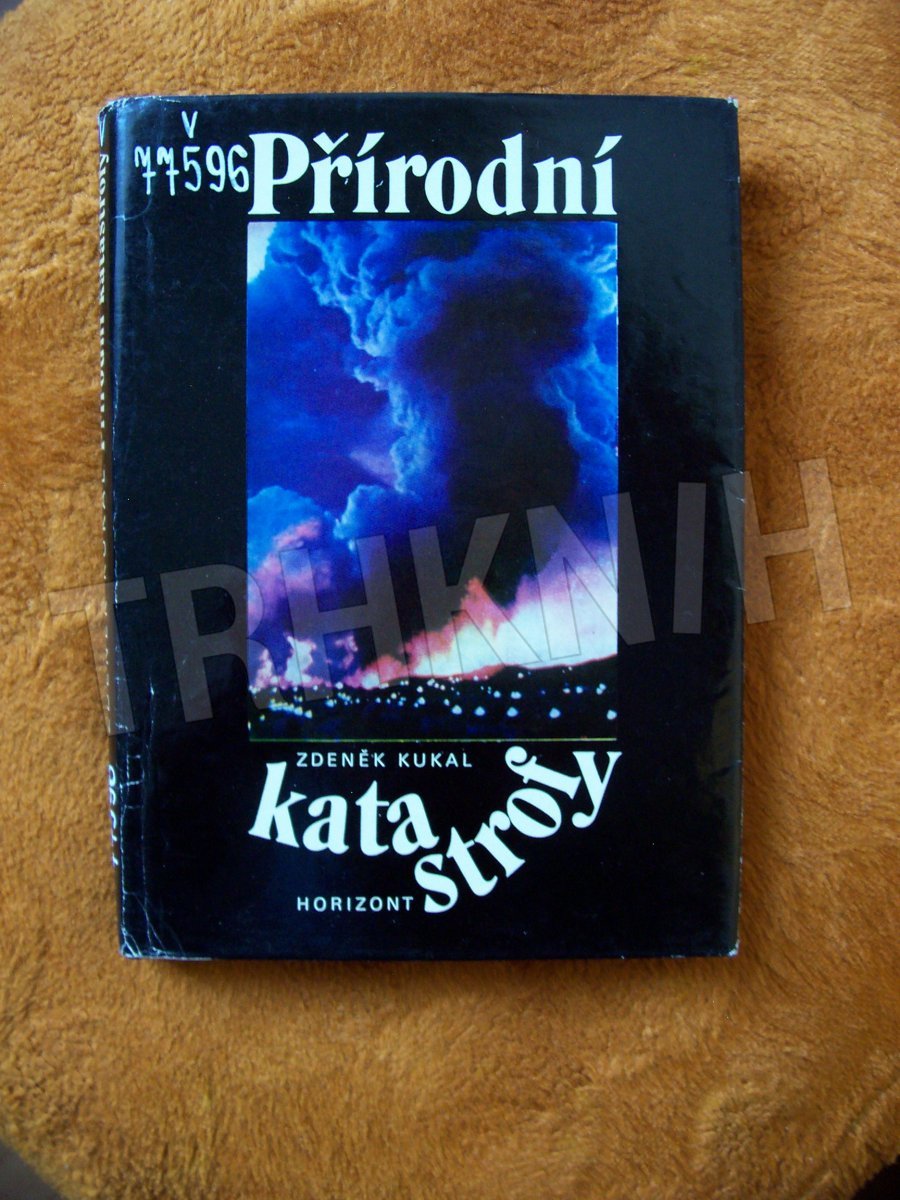 V
77596
Přírodní
ZDENĚK KUKAL
kata
strofy
HORIZONT
TRHKNIH